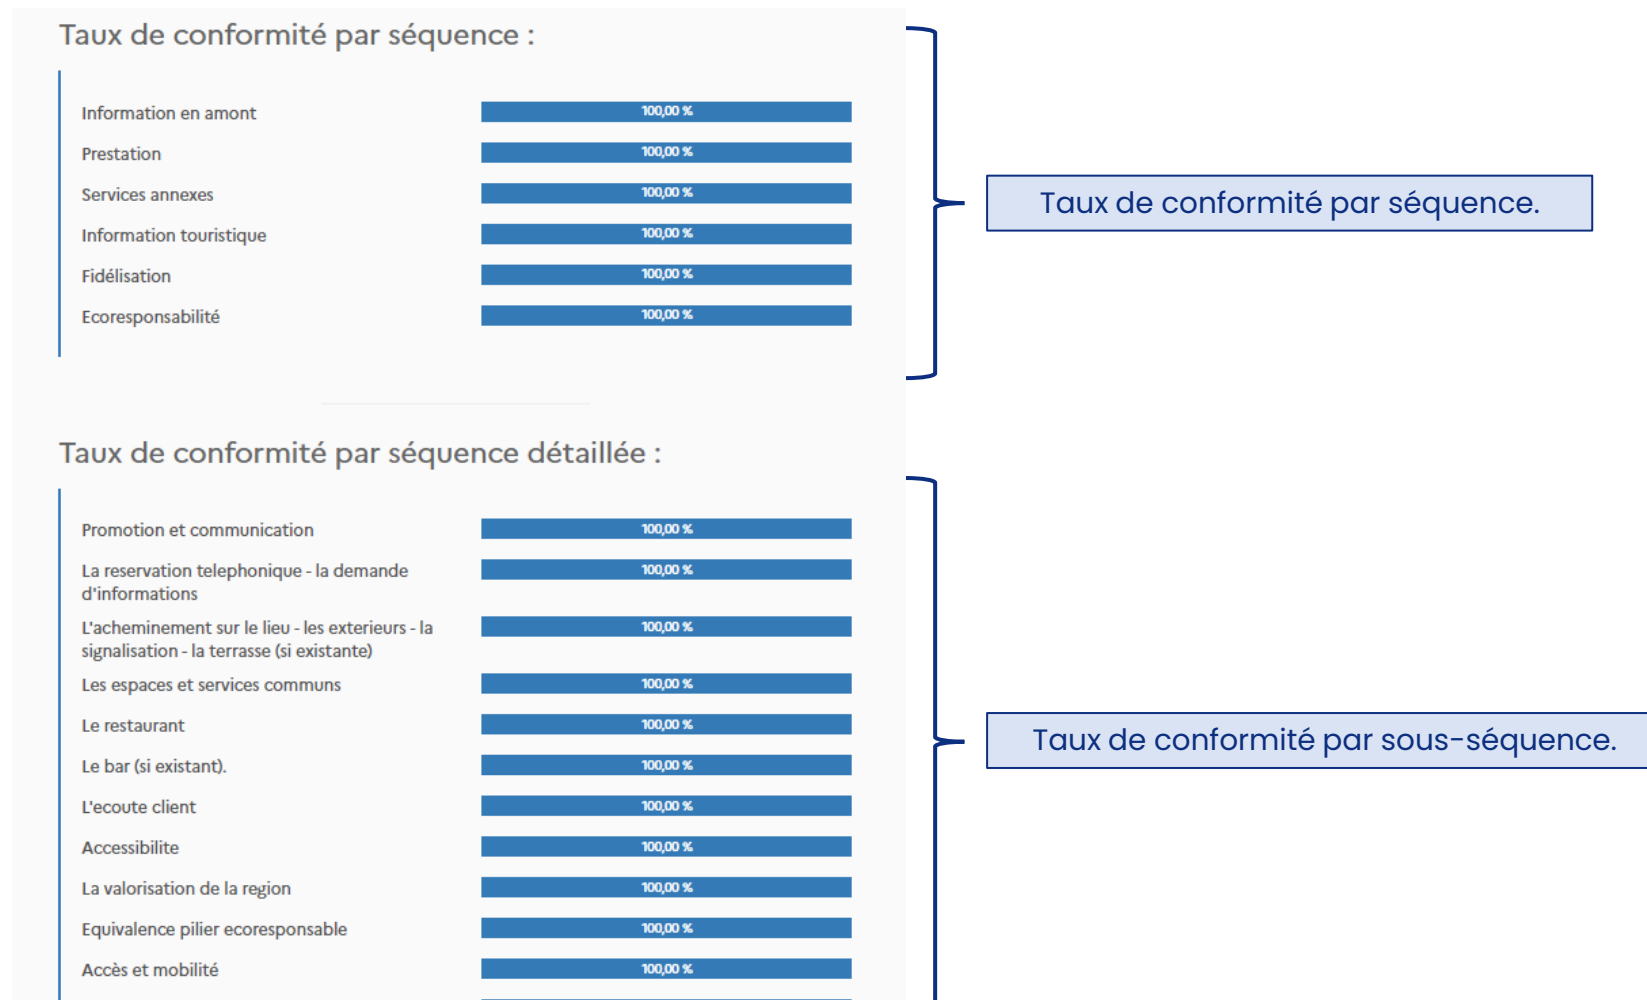 Taux de conformité par séquence :
Information en amont 100,00 %
Prestation 100,00 %
Services annexes 100,00 %
Information touristique 100,00 %
Fidélisation 100,00 %
Ecoresponsabilité 100,00 %
Taux de conformité par séquence.
Taux de conformité par séquence détaillée :
Promotion et communication 100,00 %
La reservation telephonique - la demande 100,00 %
d'informations
L'acheminement sur le lieu - les exterieurs - la 100,00 %
signalisation - la terrasse (si existante)
Les espaces et services communs 100,00 %
Le restaurant 100,00 %
Le bar (si existant). 100,00 %
L'ecoute client 100,00 %
Accessibilite 100,00 %
La valorisation de la region 100,00 %
Equivalence pilier ecoresponsable 100,00 %
Accès et mobilité 100,00 %
Taux de conformité par sous-séquence.